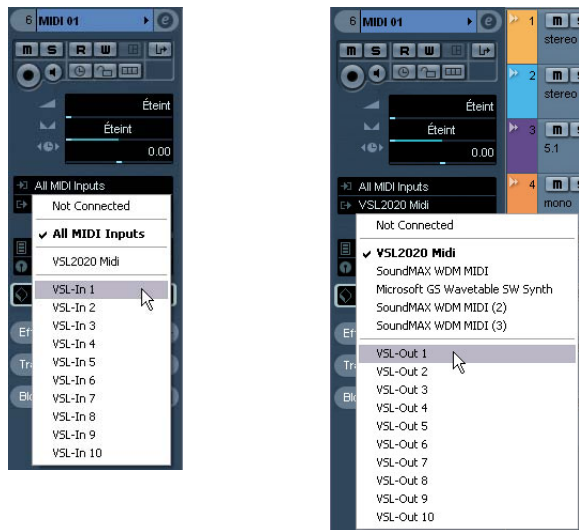 6 MIDI 01 e
m S R W
Éteint
Éteint
0.00
All MIDI Inputs
Not Connected
All MIDI Inputs
VSL2020 Midi
VSL-In 1
VSL-In 2
VSL-In 3
VSL-In 4
VSL-In 5
VSL-In 6
VSL-In 7
VSL-In 8
VSL-In 9
VSL-In 10
Ef
Tr
Blo
6 MIDI 01 e
m S R W
Éteint
Éteint
0.00
All MIDI Inputs
VSL2020 Midi
Not Connected
VSL2020 Midi
SoundMAX WDM MIDI
Microsoft GS Wavetable SW Synth
SoundMAX WDM MIDI (2)
SoundMAX WDM MIDI (3)
VSL-Out 1
VSL-Out 2
VSL-Out 3
VSL-Out 4
VSL-Out 5
VSL-Out 6
VSL-Out 7
VSL-Out 8
VSL-Out 9
VSL-Out 10
Ef
Tr
Blo
1 m
stereo
2 m
stereo
3 m
5.1
4 m
mono